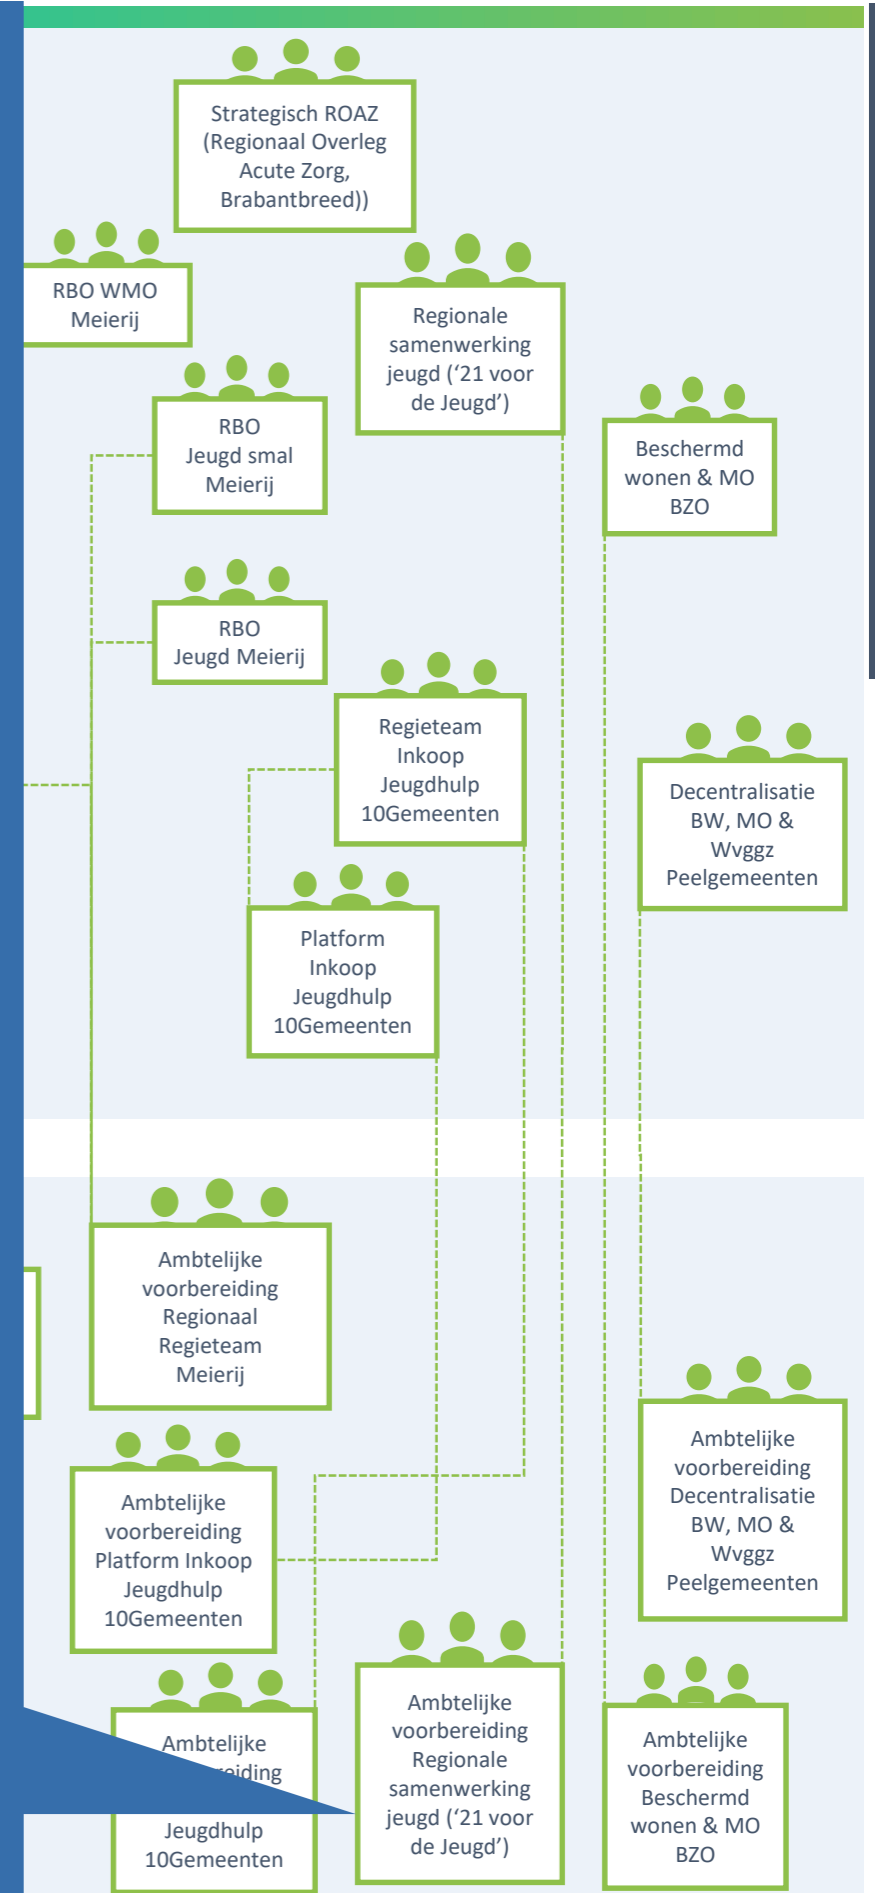 Strategisch ROAZ
(Regionaal Overleg
Acute Zorg,
Brabantbreed))
RBO WMO
Meierij
Regionale
samenwerking
jeugd (‘21 voor
de Jeugd’)
RBO
Jeugd smal
Meierij
Beschermd
wonen & MO
BZO
RBO
Jeugd Meierij
Regieteam
Inkoop
Jeugdhulp
10Gemeenten
Decentralisatie
BW, MO &
Wvggz
Peelgemeenten
Platform
Inkoop
Jeugdhulp
10Gemeenten
Ambtelijke
voorbereiding
Regionaal
Regieteam
Meierij
Ambtelijke
voorbereiding
Decentralisatie
BW, MO &
Wvggz
Peelgemeenten
Ambtelijke
voorbereiding
Platform Inkoop
Jeugdhulp
10Gemeenten
Ambtelijke
eiding
Jeugdhulp
10Gemeenten
Ambtelijke
voorbereiding
Regionale
samenwerking
jeugd (‘21 voor
de Jeugd’)
Ambtelijke
voorbereiding
Beschermd
wonen & MO
BZO